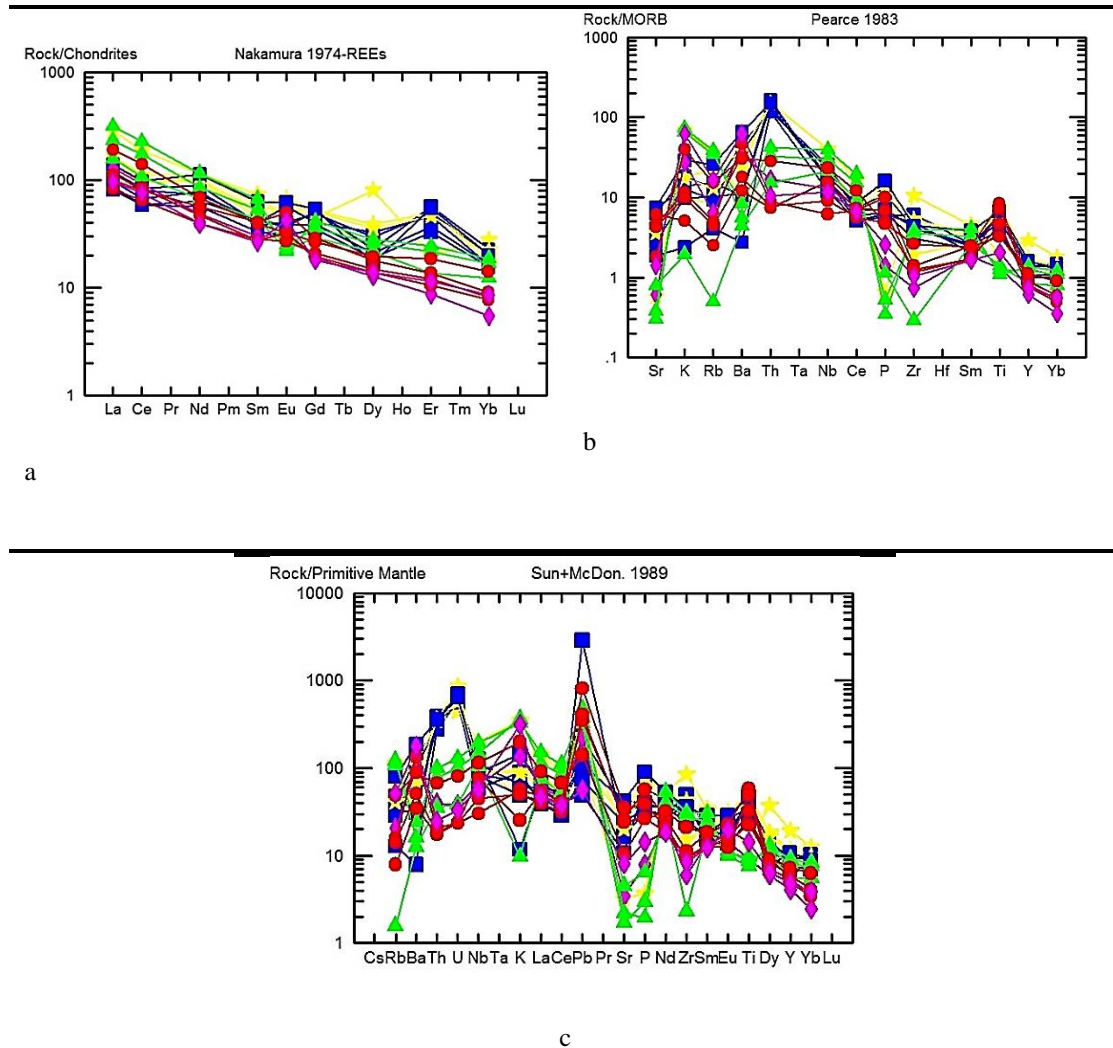 Rock/Chondrites Nakamura 1974-REEs
1000
100
10
1
La Ce Pr Nd Pm Sm Eu Gd Tb Dy Ho Er Tm Yb Lu
a
Rock/MORB Pearce 1983
1000
100
10
1
.1
Sr K Rb Ba Th Ta Nb Ce P Zr Hf Sm Ti Y Yb
b
Rock/Primitive Mantle Sun+McDon. 1989
10000
1000
100
10
1
CsRbBaTh U NbTa K LaCePb Pr Sr P Nd ZrSmEu Ti Dy Y YbLu
c